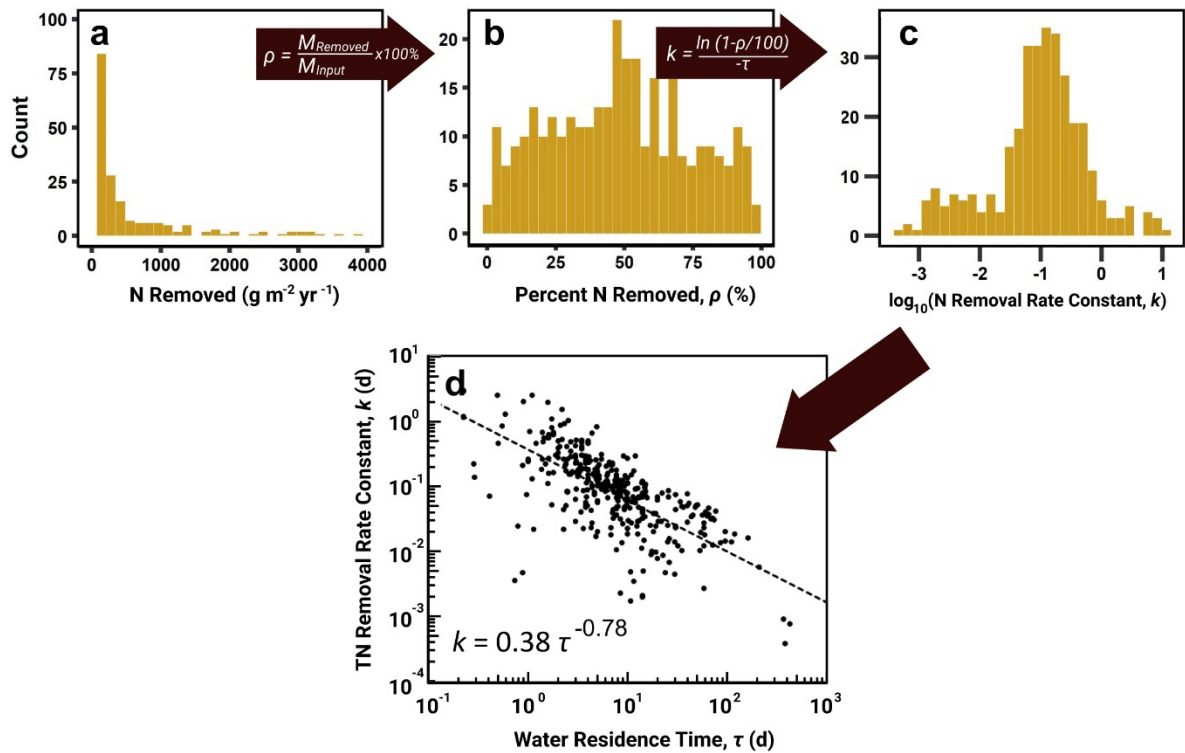 a
100
75
50
25
0
Count
0 1000 2000 3000 4000
N Removed (g m⁻² yr⁻¹)
ρ = M_Removed / M_Input x100%
b
20
15
10
5
0
0 25 50 75 100
Percent N Removed, ρ (%)
k = ln (1-ρ/100) / -τ
c
30
20
10
0
-3 -2 -1 0 1
log₁₀(N Removal Rate Constant, k)
d
10¹
10⁰
10⁻¹
10⁻²
10⁻³
10⁻⁴
TN Removal Rate Constant, k (d)
k = 0.38 τ⁻⁰·⁷⁸
10⁻¹ 10⁰ 10¹ 10² 10³
Water Residence Time, τ (d)